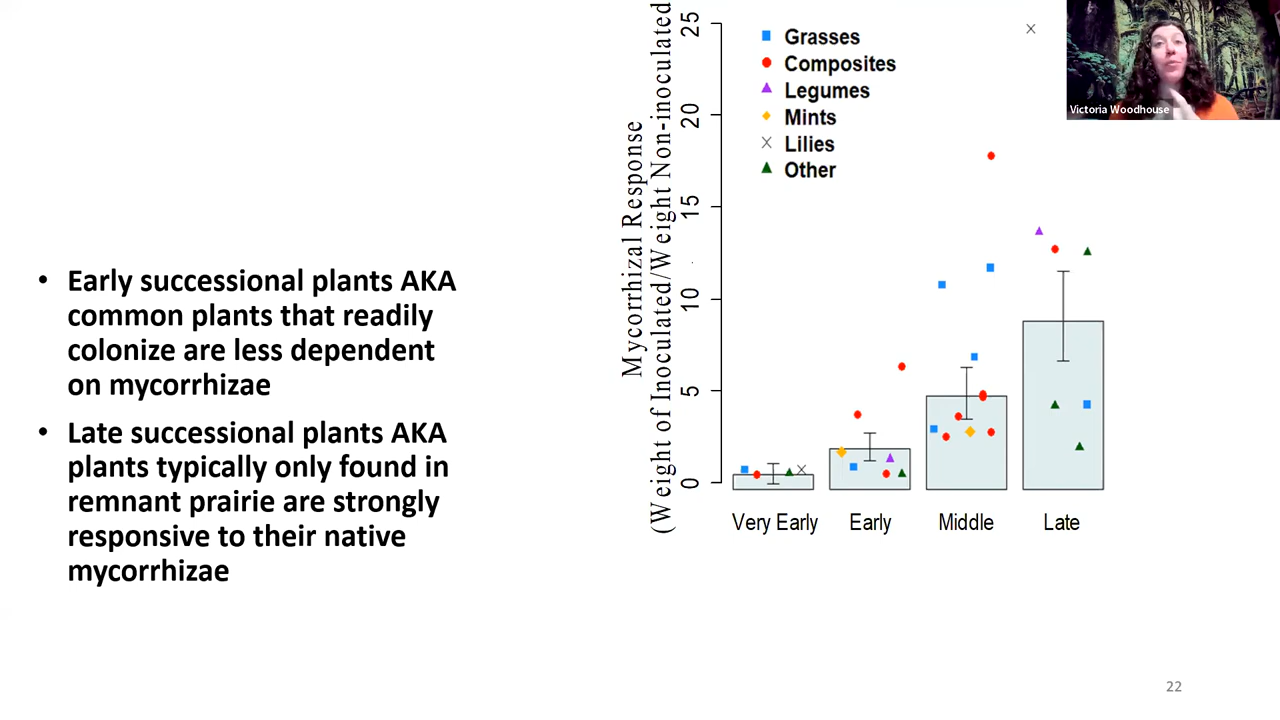 • Early successional plants AKA
common plants that readily
colonize are less dependent
on mycorrhizae
• Late successional plants AKA
plants typically only found in
remnant prairie are strongly
responsive to their native
mycorrhizae
Mycorrhizal Response
(Weight of Inoculated/Weight Non-inoculated
25
20
15
10
5
0
Grasses
Composites
Legumes
Mints
Lilies
Other
Very Early
Early
Middle
Late
Victoria Woodhouse
22